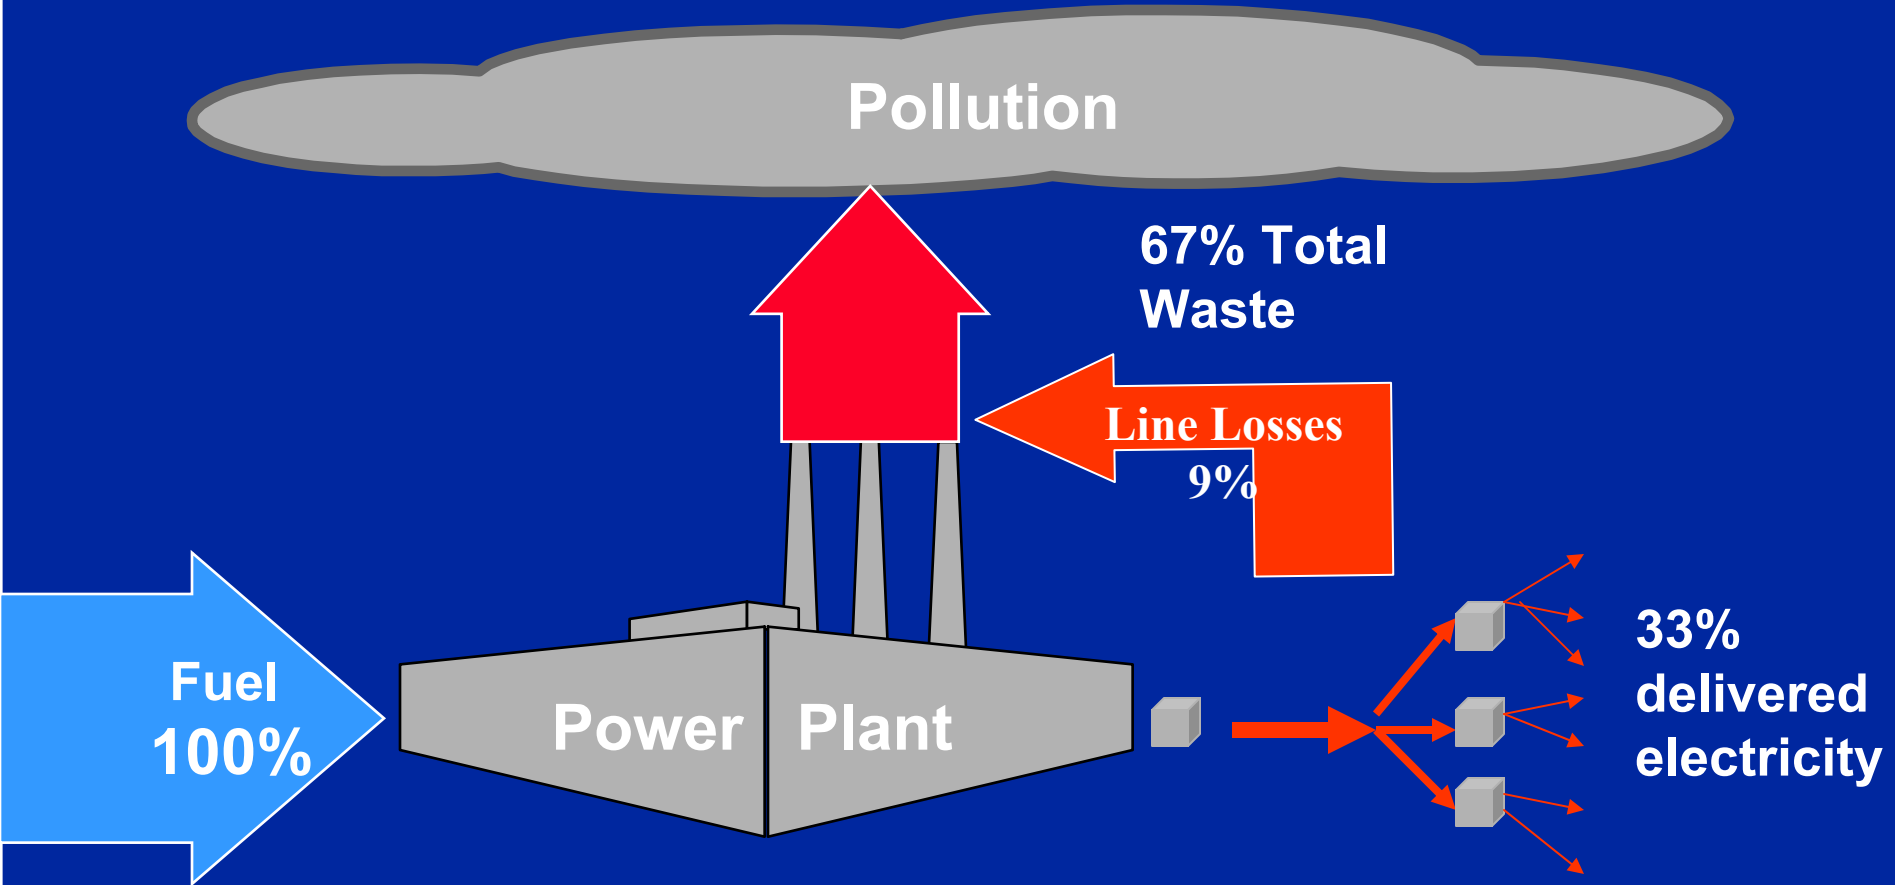 Pollution
67% Total
Waste
Line Losses
9%
Fuel
100%
Power Plant
33%
delivered
electricity